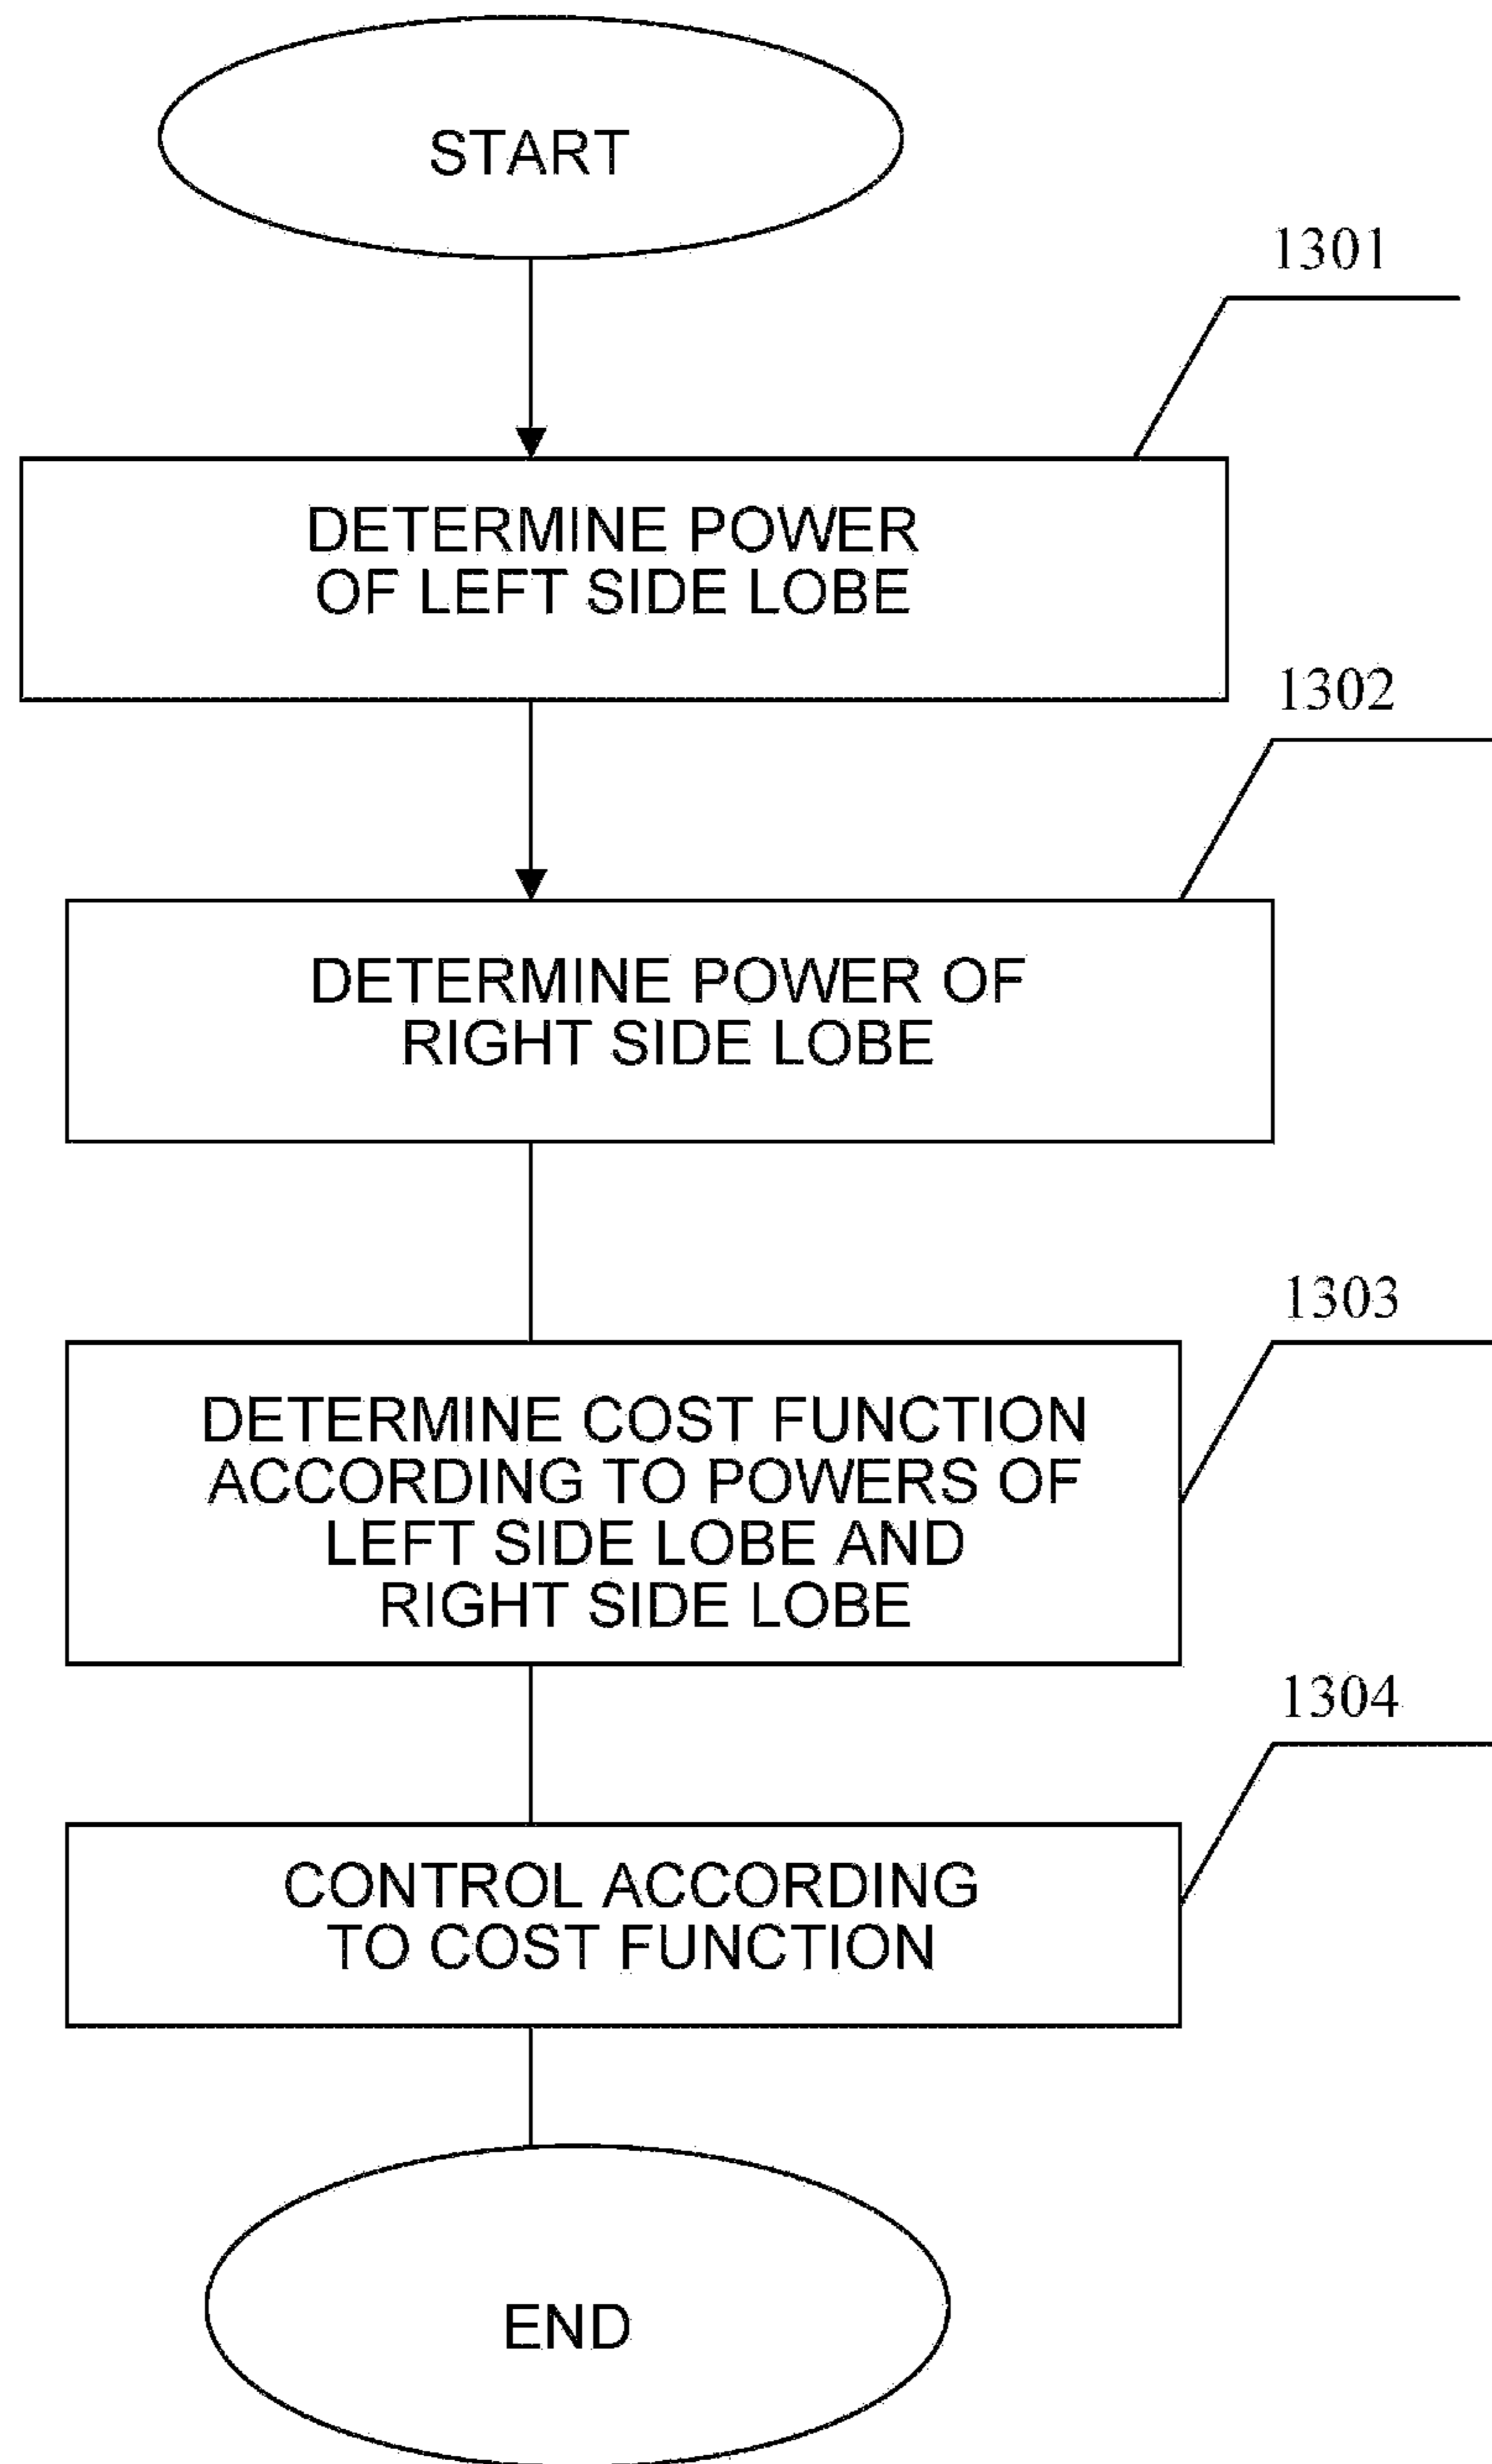 START
1301
DETERMINE POWER
OF LEFT SIDE LOBE
1302
DETERMINE POWER OF
RIGHT SIDE LOBE
1303
DETERMINE COST FUNCTION
ACCORDING TO POWERS OF
LEFT SIDE LOBE AND
RIGHT SIDE LOBE
1304
CONTROL ACCORDING
TO COST FUNCTION
END